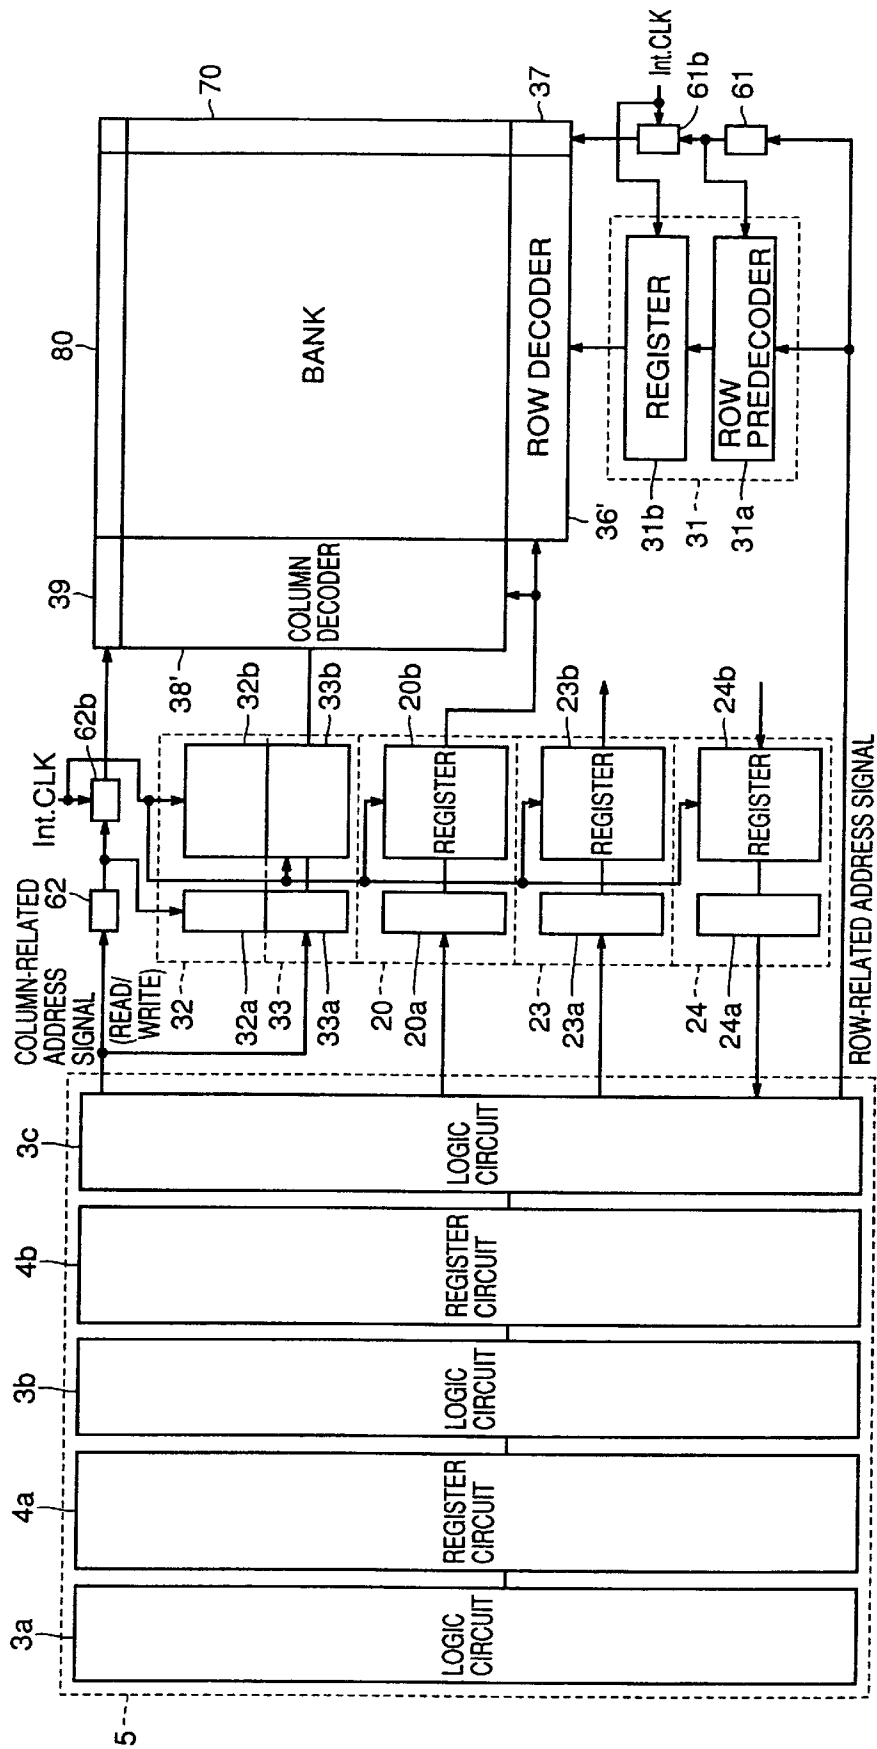 3a
4a
3b
4b
3c
5
LOGIC
CIRCUIT
REGISTER
CIRCUIT
LOGIC
CIRCUIT
REGISTER
CIRCUIT
LOGIC
CIRCUIT
COLUMN-RELATED
ADDRESS
SIGNAL
(READ/
WRITE)
62
Int.CLK
62b
32
32a
33
33a
20
20a
23
23a
24
24a
32b
33b
20b
REGISTER
23b
REGISTER
24b
REGISTER
ROW-RELATED ADDRESS SIGNAL
39
80
70
38'
COLUMN
DECODER
BANK
ROW DECODER
37
36'
31b
REGISTER
31
31a
ROW
PREDECODER
Int.CLK
61b
61